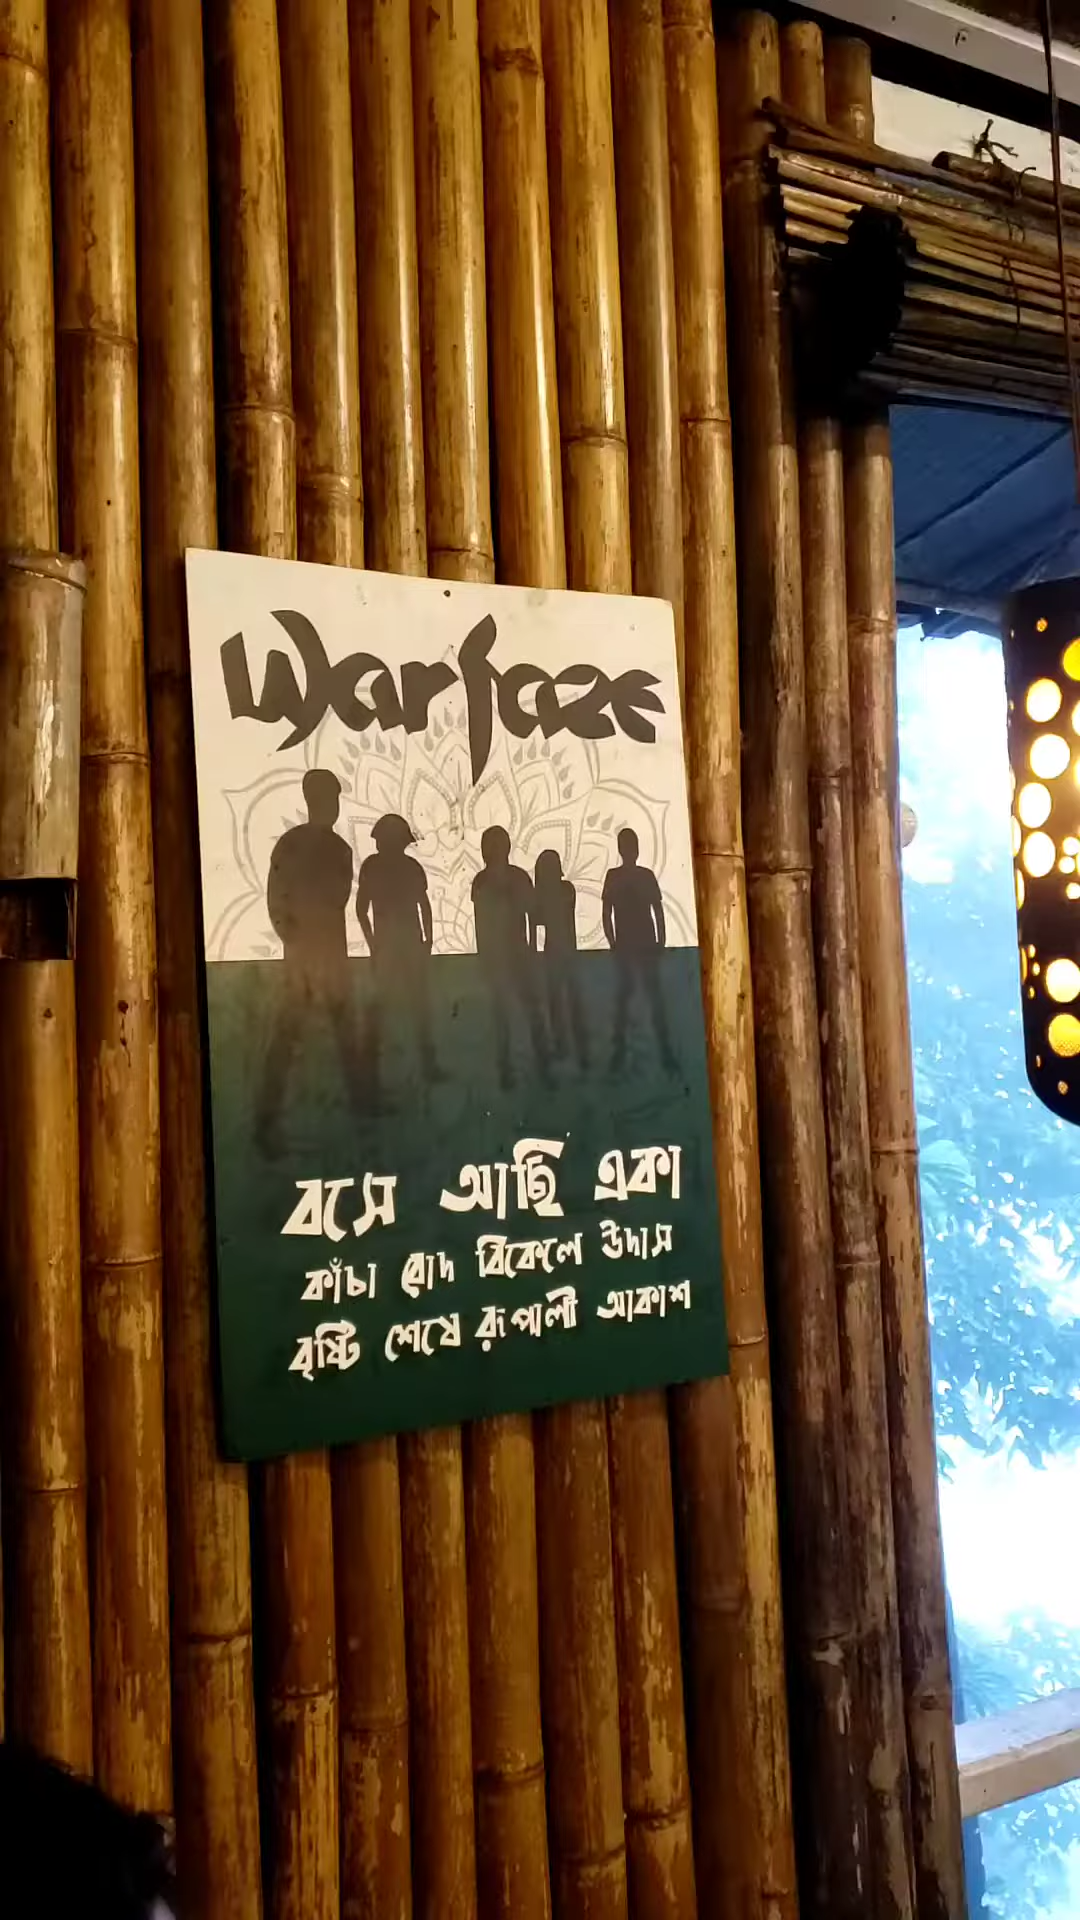 warfaze
বসে আছি একা
কাঁচা রোদ বিকেলে উদাস
বৃষ্টি শেষে রূপালী আকাশ